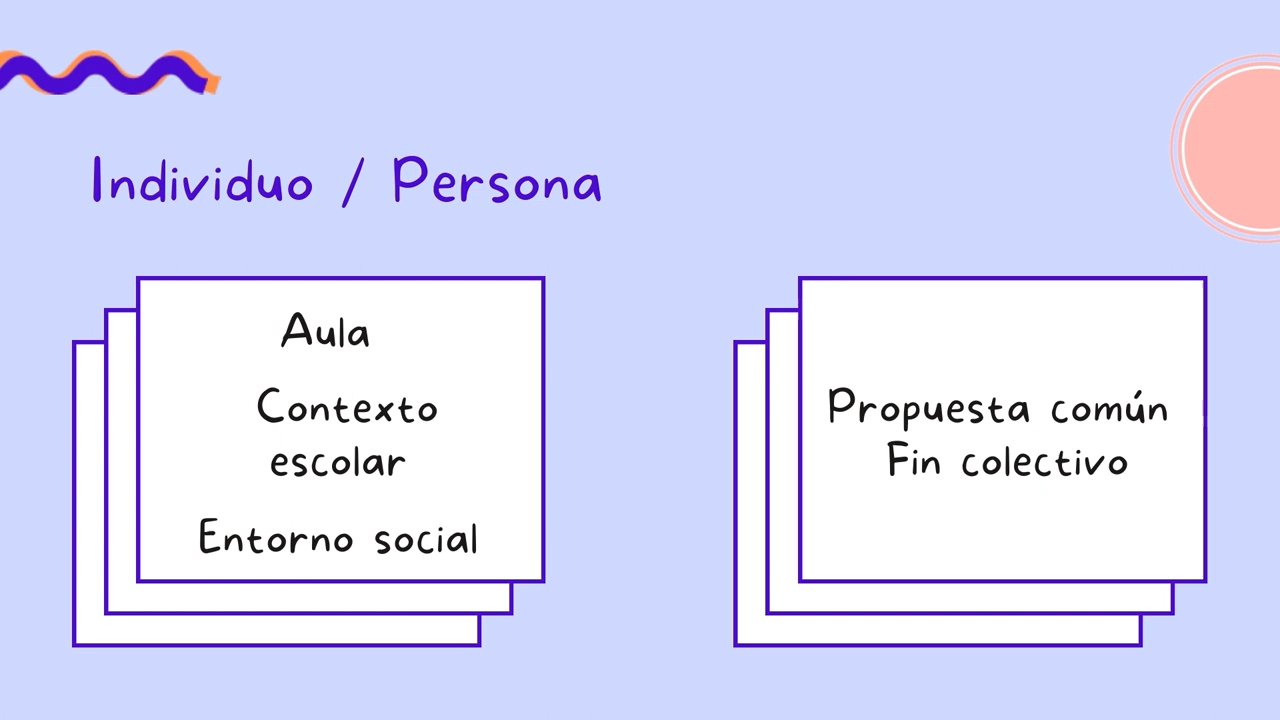 Individuo / Persona
Aula
Contexto
escolar
Entorno social
Propuesta común
Fin colectivo